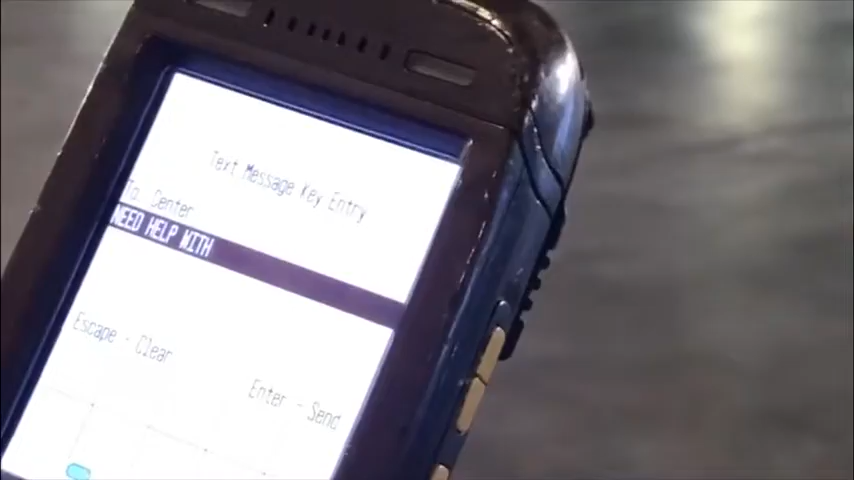 Text Message Key Entry
To Center
NEED HELP WITH
Escape - Clear
Enter - Send